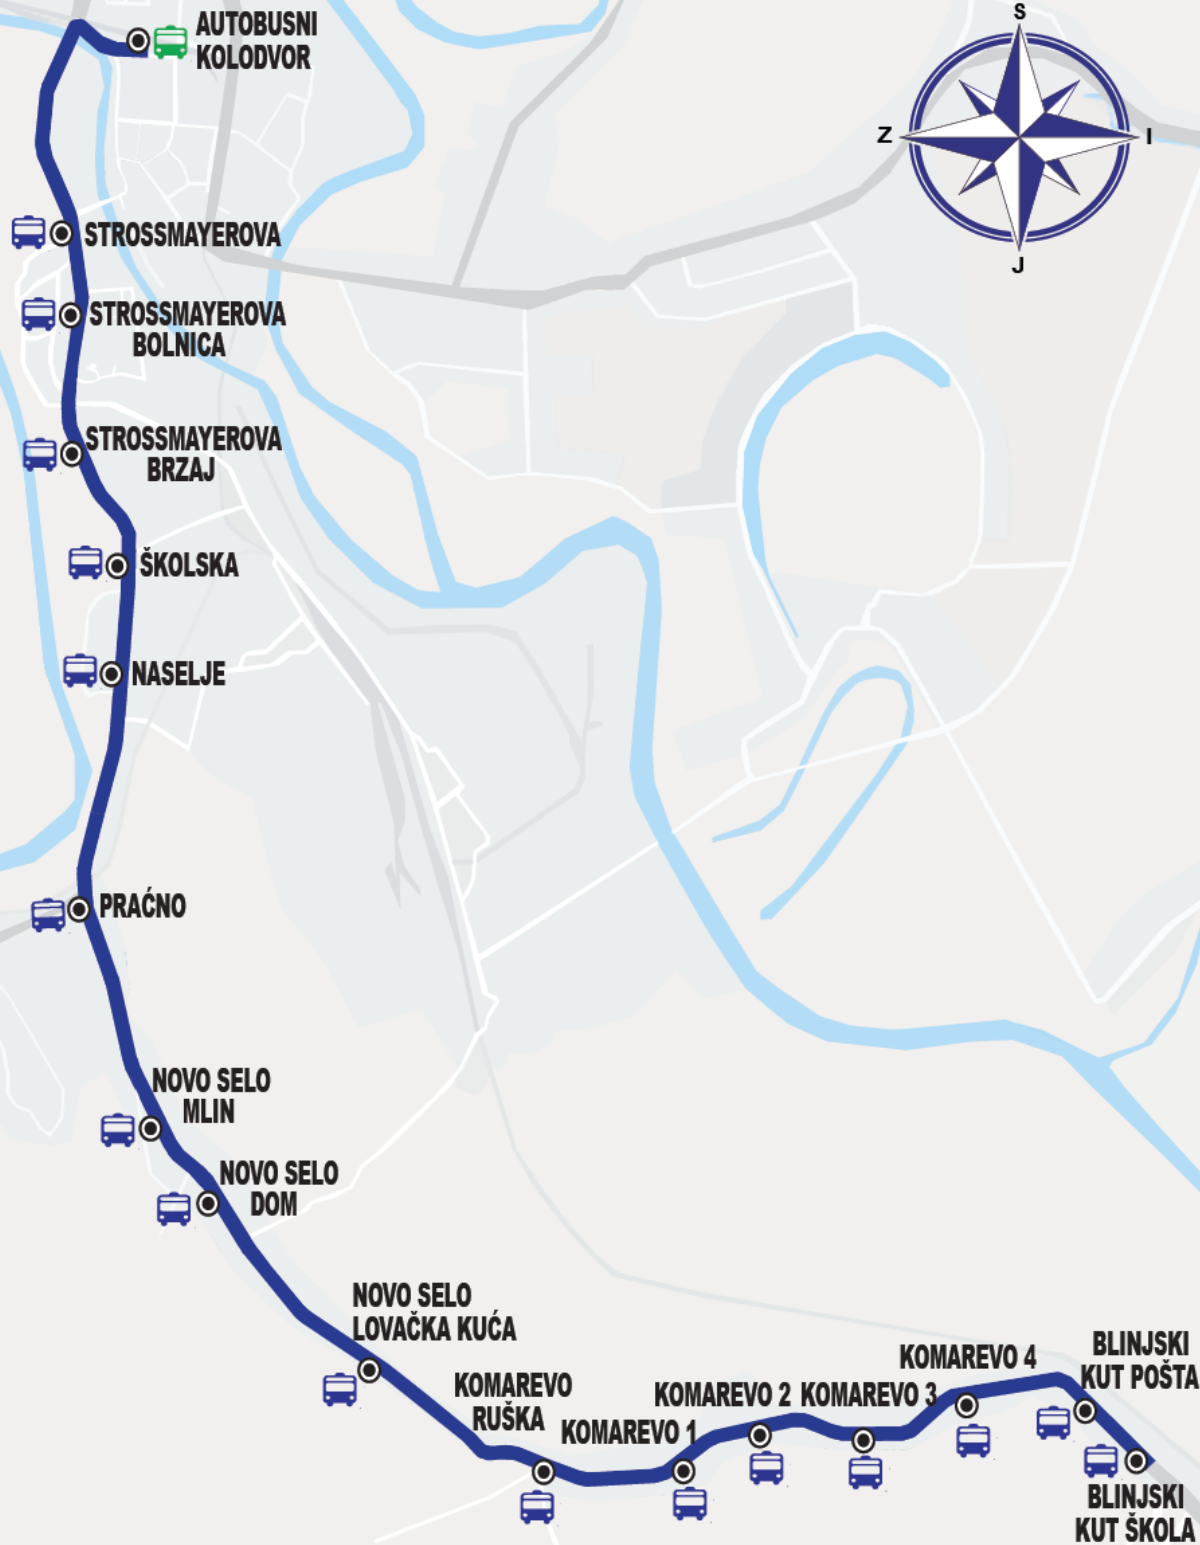 AUTOBUSNI
KOLODVOR
S
Z
I
J
STROSSMAYEROVA
STROSSMAYEROVA
BOLNICA
STROSSMAYEROVA
BRZAJ
ŠKOLSKA
NASELJE
PRAĆNO
NOVO SELO
MLIN
NOVO SELO
DOM
NOVO SELO
LOVAČKA KUĆA
KOMAREVO
RUŠKA
KOMAREVO 1
KOMAREVO 2
KOMAREVO 3
KOMAREVO 4
BLINJSKI
KUT POŠTA
BLINJSKI
KUT ŠKOLA